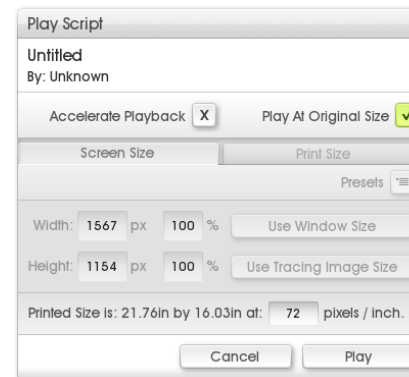 Play Script
Untitled
By: Unknown
Accelerate Playback X Play At Original Size
Screen Size Print Size
Presets
Width: 1567 px 100 % Use Window Size
Height: 1154 px 100 % Use Tracing Image Size
Printed Size is: 21.76in by 16.03in at: 72 pixels / inch.
Cancel Play